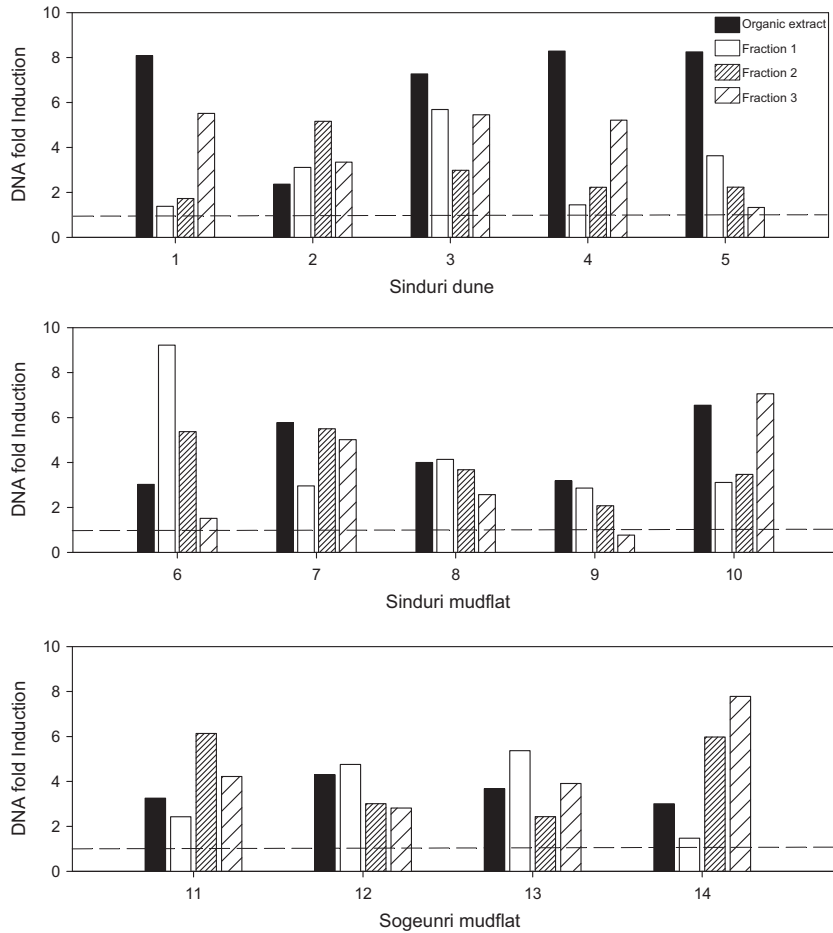 10
8
6
4
2
0
DNA fold Induction
Organic extract
Fraction 1
Fraction 2
Fraction 3
1 2 3 4 5
Sinduri dune
10
8
6
4
2
0
DNA fold Induction
6 7 8 9 10
Sinduri mudflat
10
8
6
4
2
0
DNA fold Induction
11 12 13 14
Sogeunri mudflat